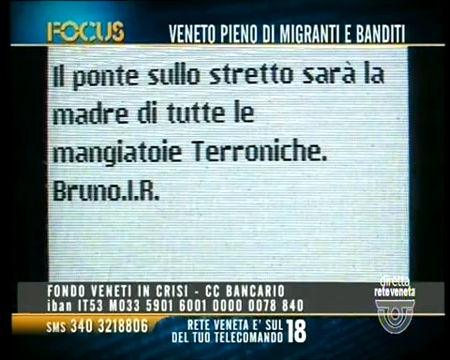 FOCUS
VENETO PIENO DI MIGRANTI E BANDITI
Il ponte sullo stretto sarà la
madre di tutte le
mangiatoie Terroniche.
Bruno.I.R.
diretta
reteveneta
FONDO VENETI IN CRISI - CC BANCARIO
iban IT53 M033 5901 6001 0000 0078 840
SMS 340 3218806
RETE VENETA E' SUL
DEL TUO TELECOMANDO 18